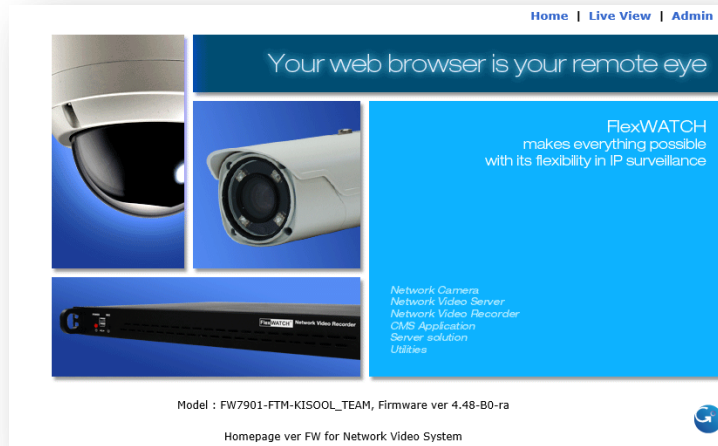 Home | Live View | Admin
Your web browser is your remote eye
FlexWATCH
makes everything possible
with its flexibility in IP surveillance
Network Camera
Network Video Server
Network Video Recorder
CMS Application
Server solution
Utilities
FlexWATCH Network Video Recorder
Model : FW7901-FTM-KISOOL_TEAM, Firmware ver 4.48-B0-ra
Homepage ver FW for Network Video System